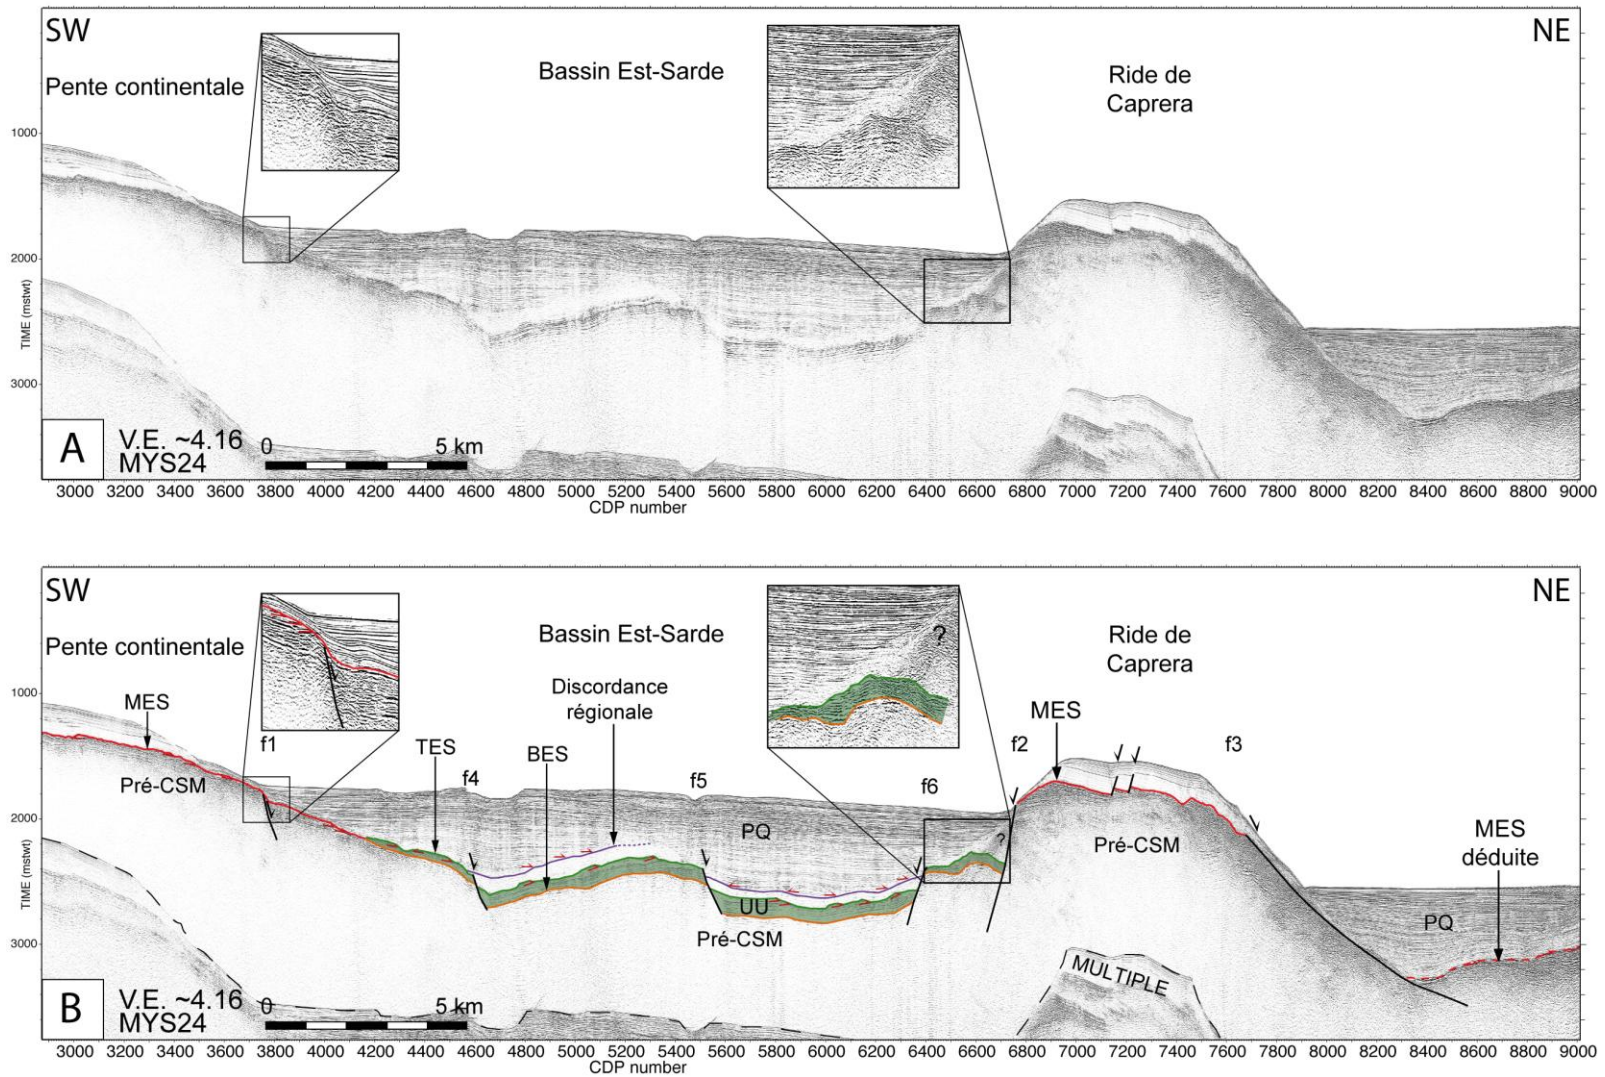 SW
NE
Pente continentale
Bassin Est-Sarde
Ride de
Caprera
1000
2000
3000
TIME (mstwt)
A
V.E. ~4.16
MYS24
0
5 km
3000 3200 3400 3600 3800 4000 4200 4400 4600 4800 5000 5200 5400 5600 5800 6000 6200 6400 6600 6800 7000 7200 7400 7600 7800 8000 8200 8400 8600 8800 9000
CDP number
SW
NE
Pente continentale
Bassin Est-Sarde
Ride de
Caprera
?
Discordance
régionale
MES
f1
TES
f4
BES
f5
f6
f2
MES
f3
1000
2000
3000
TIME (mstwt)
Pré-CSM
PQ
?
Pré-CSM
MES
déduite
UU
Pré-CSM
PQ
MULTIPLE
B
V.E. ~4.16
MYS24
0
5 km
3000 3200 3400 3600 3800 4000 4200 4400 4600 4800 5000 5200 5400 5600 5800 6000 6200 6400 6600 6800 7000 7200 7400 7600 7800 8000 8200 8400 8600 8800 9000
CDP number